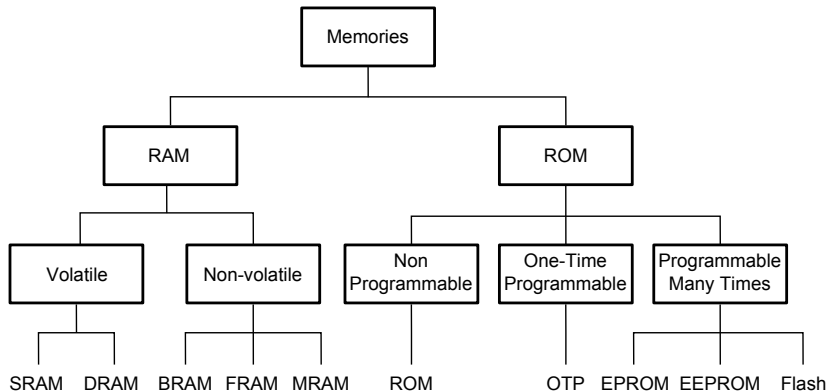 Memories
RAM
ROM
Volatile
Non-volatile
Non
Programmable
One-Time
Programmable
Programmable
Many Times
SRAM
DRAM
BRAM
FRAM
MRAM
ROM
OTP
EPROM
EEPROM
Flash